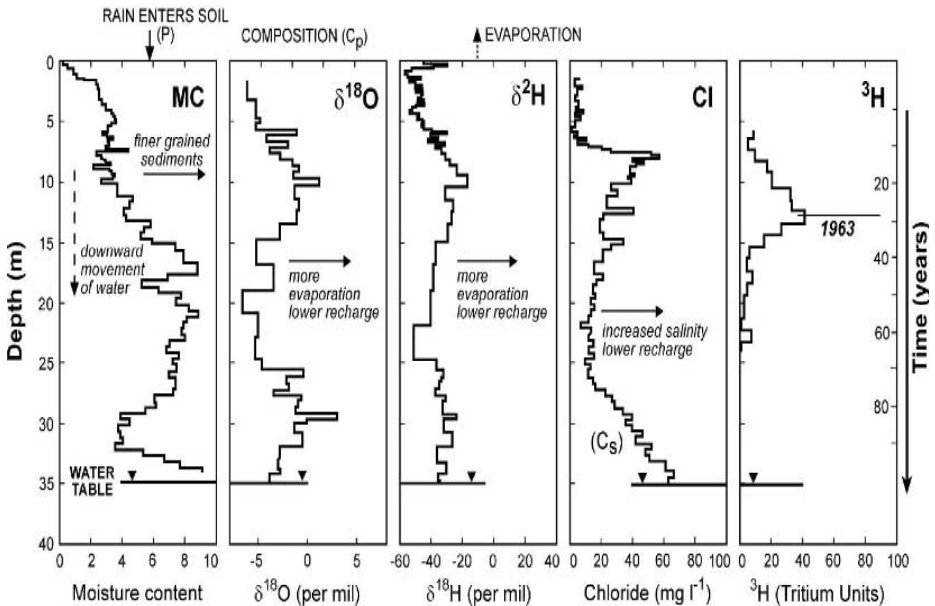 RAIN ENTERS SOIL
(P)
COMPOSITION (Cp)
EVAPORATION
MC
δ¹⁸O
δ²H
Cl
³H
0
5
10
15
20
25
30
35
40
Depth (m)
finer grained
sediments
downward
movement
of water
WATER
TABLE
more
evaporation
lower recharge
more
evaporation
lower recharge
increased salinity
lower recharge
(Cs)
1963
20
40
60
80
Time (years)
0 2 4 6 8 10
-5 0 5
-60 -40 -20 0 20
0 20 40 60 80 100
0 20 40 60 80 100
Moisture content
δ¹⁸O (per mil)
δ¹⁸H (per mil)
Chloride (mg l⁻¹)
³H (Tritium Units)